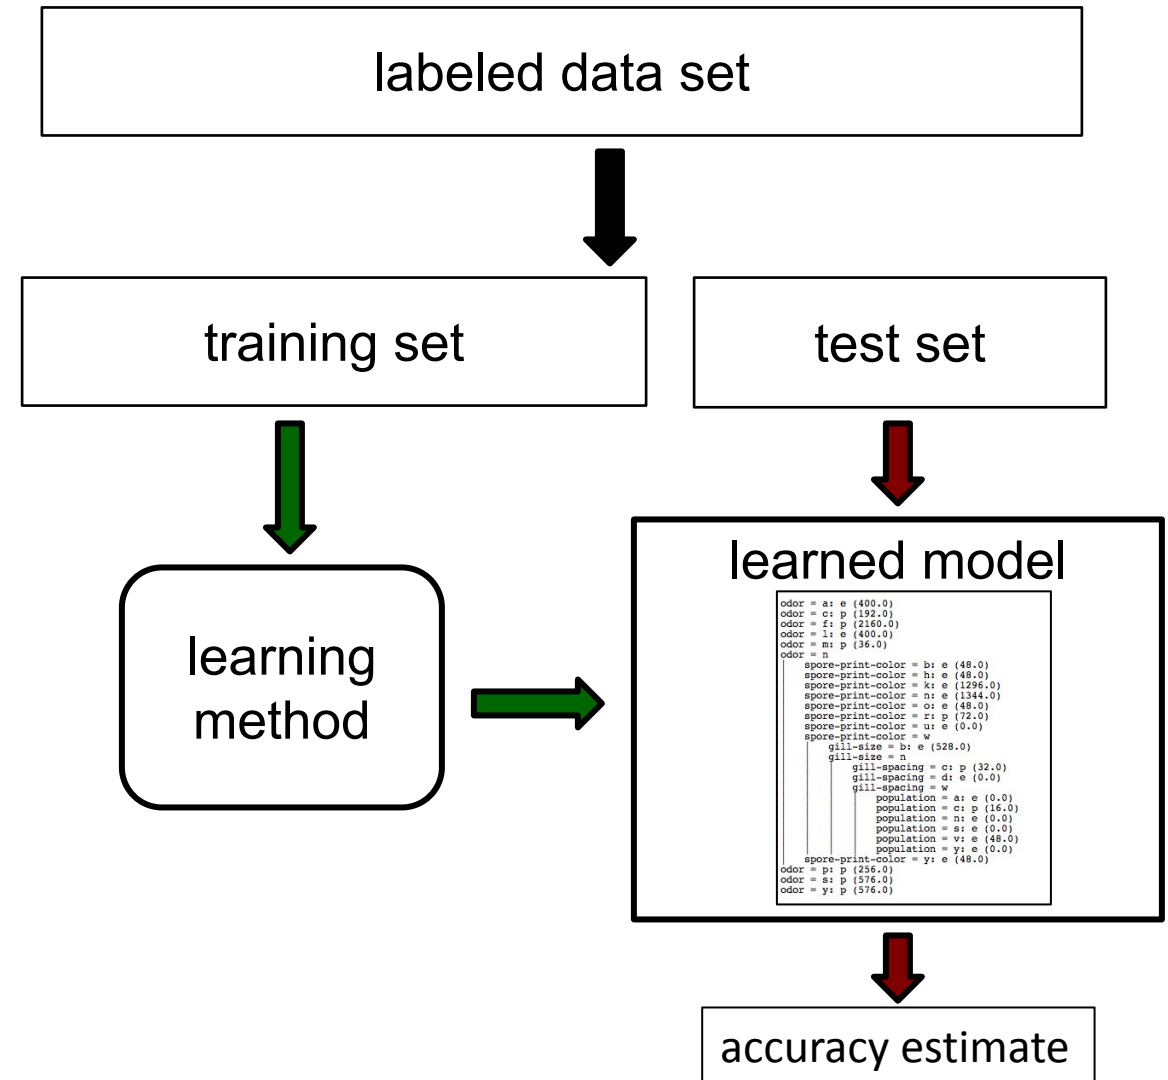 labeled data set
training set
test set
learning
method
learned model
odor = a: e (400.0)
odor = c: p (192.0)
odor = f: p (2160.0)
odor = l: e (400.0)
odor = m: p (36.0)
odor = n
|   spore-print-color = b: e (48.0)
|   spore-print-color = h: e (48.0)
|   spore-print-color = k: e (1296.0)
|   spore-print-color = n: e (1344.0)
|   spore-print-color = o: e (48.0)
|   spore-print-color = r: p (72.0)
|   spore-print-color = u: e (0.0)
|   spore-print-color = w
|   |   gill-size = b: e (528.0)
|   |   gill-size = n
|   |   |   gill-spacing = c: p (32.0)
|   |   |   gill-spacing = d: e (0.0)
|   |   |   gill-spacing = w
|   |   |   |   population = a: e (0.0)
|   |   |   |   population = c: p (16.0)
|   |   |   |   population = n: e (0.0)
|   |   |   |   population = s: e (0.0)
|   |   |   |   population = v: e (48.0)
|   |   |   |   population = y: e (0.0)
|   spore-print-color = y: e (48.0)
odor = p: p (256.0)
odor = s: p (576.0)
odor = y: p (576.0)
accuracy estimate